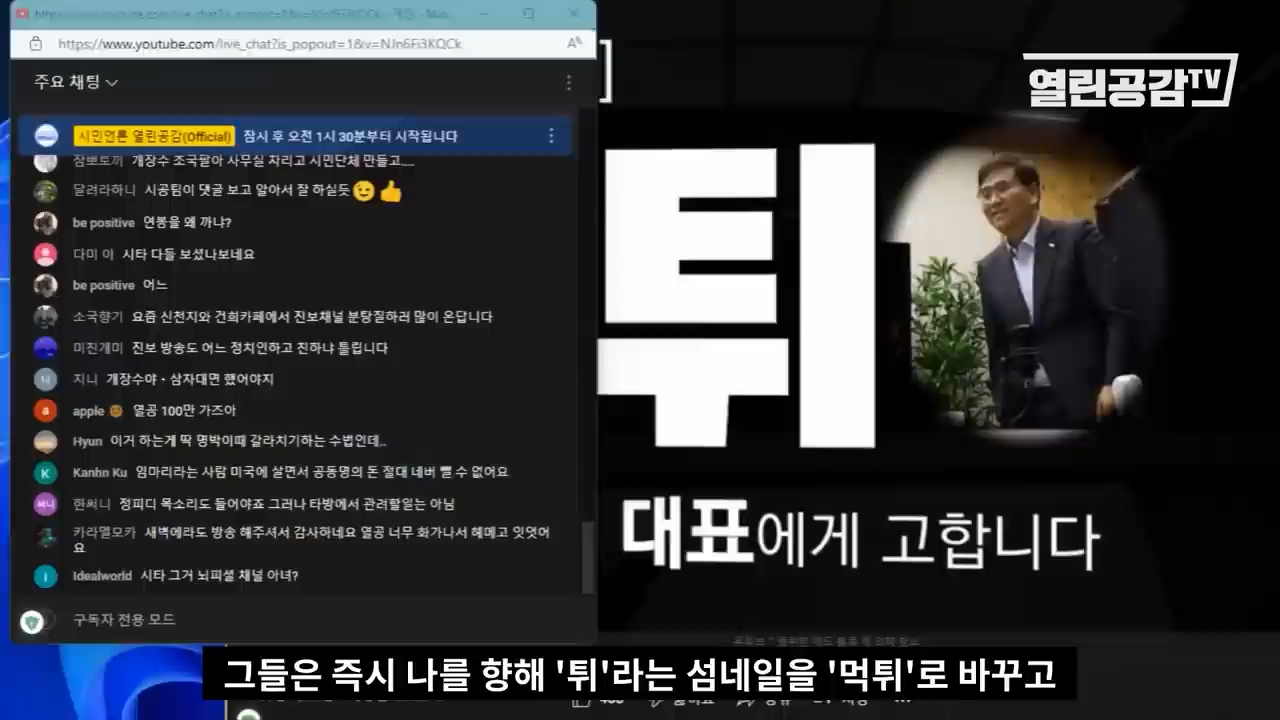 https://www.youtube.com/live_chat?is_popout=1&v=NJn6Fi3KQCk
주요 채팅
시민언론 열린공감(Official) 잠시 후 오전 1시 30분부터 시작됩니다
잠뽀토끼 개장수 조국팔아 사무실 차리고 시민단체 만들고....
달려라하니 시공팀이 댓글 보고 알아서 잘 하실듯
be positive 연봉을 왜 까냐?
다미 이 시타 다들 보셨나보네요
be positive 어느
소국향기 요즘 신천지와 건희카페에서 진보채널 분탕질하러 많이 온답니다
미진개미 진보 방송도 어느 정치인하고 진하냐 틀립니다
지니 개장수야·삼자대면 했어야지
apple 열공 100만 가즈아
Hyun 이거 하는게 딱 명박이때 갈라치기하는 수법인데..
Kanhn Ku 임마리라는 사람 미국에 살면서 공동명의 돈 절대 네버 뺄 수 없어요
한써니 정피디 목소리도 들어야죠 그러나 타방에서 관려할일는 아님
카라멜모카 새벽에라도 방송 해주셔서 감사하네요 열공 너무 화가나서 헤메고 잇엇어
요
Idealworld 시타 그거 뇌피셜 채널 아녀?
구독자 전용 모드
]
열린공감TV
튀
대표에게 고합니다
그들은 즉시 나를 향해 '튀'라는 섬네일을 '먹튀'로 바꾸고